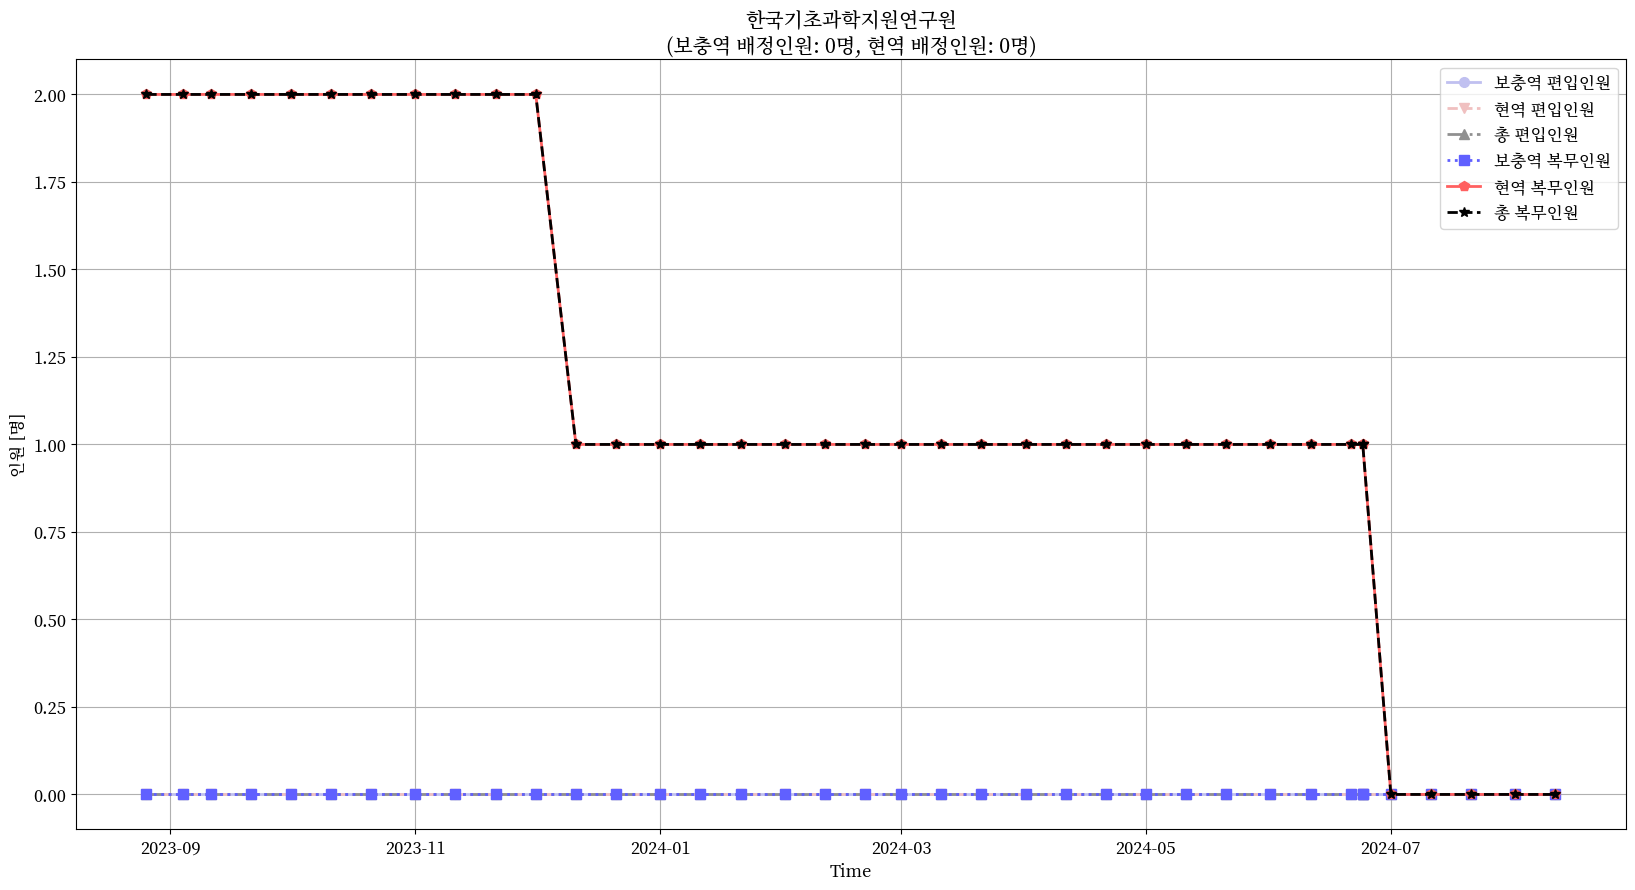 한국기초과학지원연구원
(보충역 배정인원: 0명, 현역 배정인원: 0명)
보충역 편입인원
현역 편입인원
총 편입인원
보충역 복무인원
현역 복무인원
총 복무인원
인원 [명]
2.00
1.75
1.50
1.25
1.00
0.75
0.50
0.25
0.00
2023-09
2023-11
2024-01
2024-03
2024-05
2024-07
Time